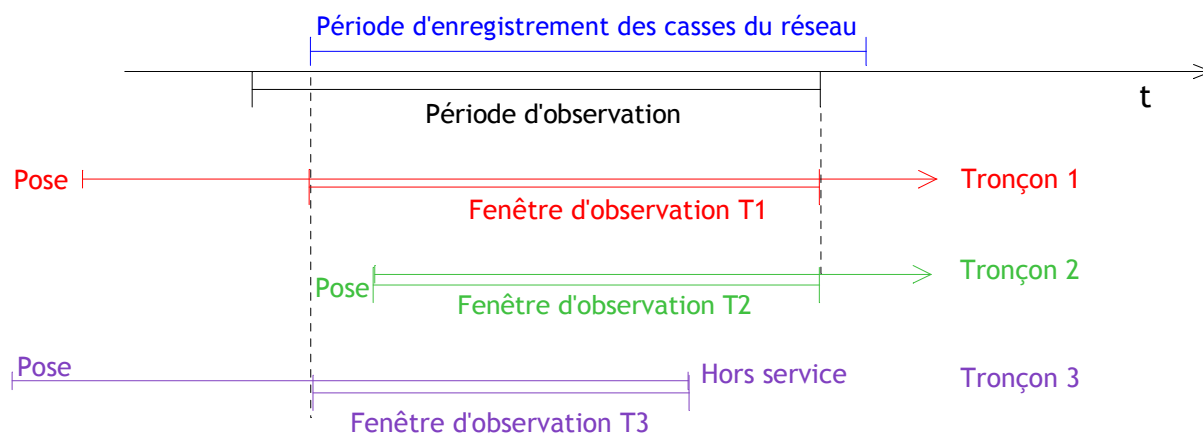 Période d'enregistrement des casses du réseau
t
Période d'observation
Pose
Tronçon 1
Fenêtre d'observation T1
Tronçon 2
Pose
Fenêtre d'observation T2
Pose
Hors service
Tronçon 3
Fenêtre d'observation T3